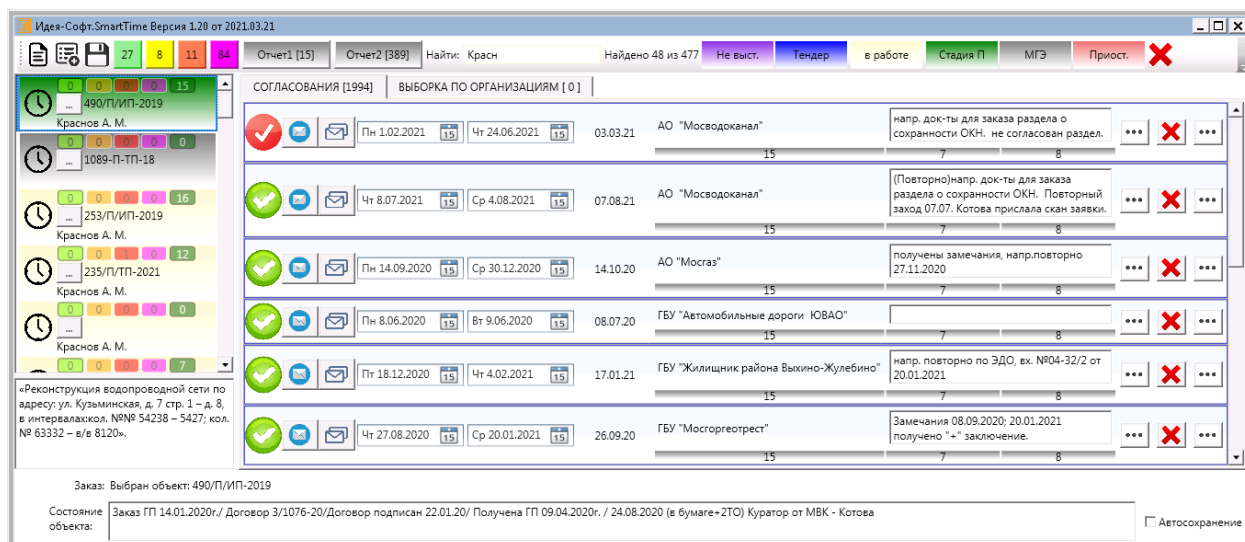 Идея-Софт.SmartTime Версия 1.20 от 2021.03.21
27 8 11 84 Отчет1 [15] Отчет2 [389] Найти: Красн Найдено 48 из 477 Не выст. Тендер в работе Стадия П МГЭ Приост.
0 0 0 0 15
... 490/П/ИП-2019
Краснов А. М.
0 0 0 0 0
... 1089-П-ТП-18
0 0 0 0 16
... 253/П/ИП-2019
Краснов А. М.
0 0 1 0 12
... 235/П/ТП-2021
Краснов А. М.
0 0 0 0 0
...
Краснов А. М.
0 0 0 0 7
«Реконструкция водопроводной сети по
адресу: ул. Кузьминская, д. 7 стр. 1 – д. 8,
в интервалах:кол. №№ 54238 – 5427; кол.
№ 63332 – в/в 8120».
СОГЛАСОВАНИЯ [1994] ВЫБОРКА ПО ОРГАНИЗАЦИЯМ [ 0 ]
Пн 1.02.2021 15 Чт 24.06.2021 15 03.03.21 АО "Мосводоканал"
напр. док-ты для заказа раздела о
сохранности ОКН. не согласован раздел.
15 7 8
Чт 8.07.2021 15 Ср 4.08.2021 15 07.08.21 АО "Мосводоканал"
(Повторно)напр. док-ты для заказа
раздела о сохранности ОКН. Повторный
заход 07.07. Котова прислала скан заявки.
15 7 8
Пн 14.09.2020 15 Ср 30.12.2020 15 14.10.20 АО "Мосгаз"
получены замечания, напр.повторно
27.11.2020
15 7 8
Пн 8.06.2020 15 Вт 9.06.2020 15 08.07.20 ГБУ "Автомобильные дороги ЮВАО"
15 7 8
Пт 18.12.2020 15 Чт 4.02.2021 15 17.01.21 ГБУ "Жилищник района Выхино-Жулебино"
напр. повторно по ЭДО, вх. №04-32/2 от
20.01.2021
15 7 8
Чт 27.08.2020 15 Ср 20.01.2021 15 26.09.20 ГБУ "Мосгоргеотрест"
Замечания 08.09.2020; 20.01.2021
получено "+" заключение.
15 7 8
Заказ: Выбран объект: 490/П/ИП-2019
Состояние
объекта:
Заказ ГП 14.01.2020г./ Договор 3/1076-20/Договор подписан 22.01.20/ Получена ГП 09.04.2020г. / 24.08.2020 (в бумаге+2ТО) Куратор от МВК - Котова
Автосохранение